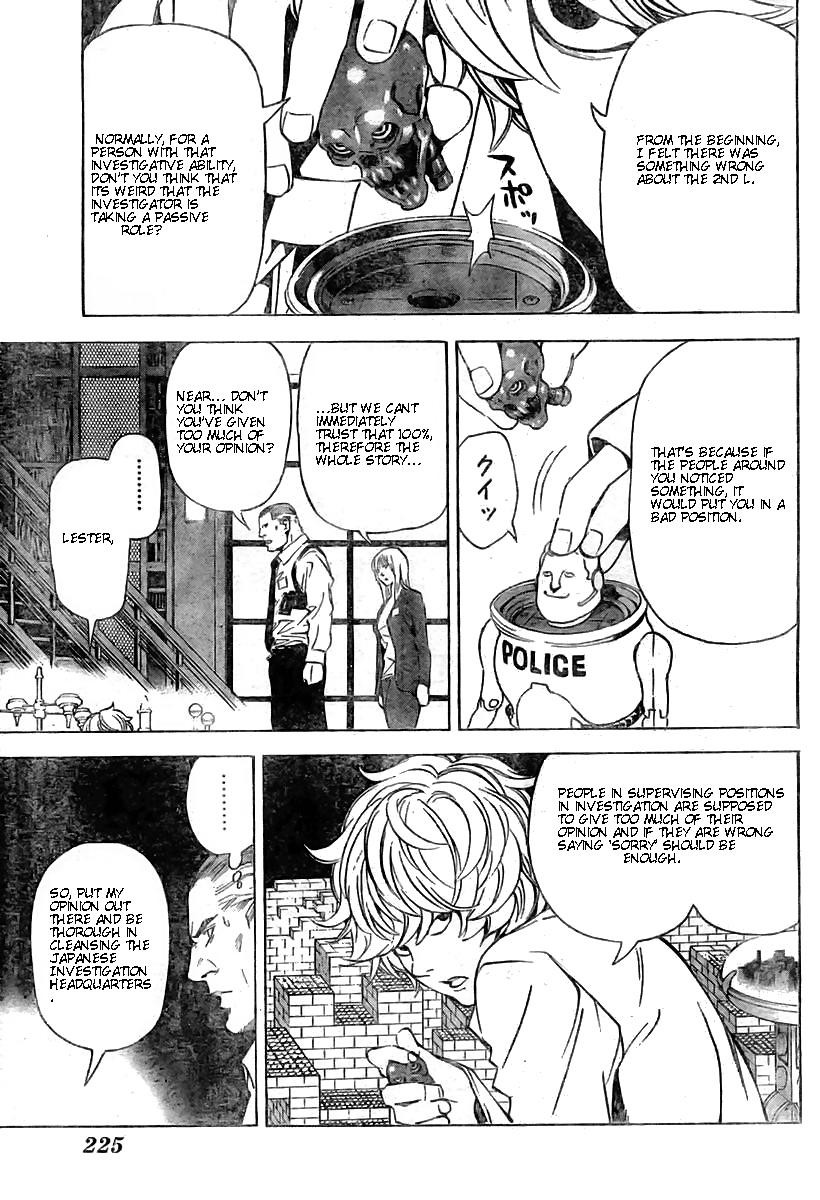 FROM THE BEGINNING,
I FELT THERE WAS
SOMETHING WRONG
ABOUT THE 2ND L.
スポッ
NORMALLY, FOR A
PERSON WITH THAT
INVESTIGATIVE ABILITY,
DON'T YOU THINK THAT
ITS WEIRD THAT THE
INVESTIGATOR IS
TAKING A PASSIVE
ROLE?
THAT'S BECAUSE IF
THE PEOPLE AROUND
YOU NOTICED
SOMETHING, IT
WOULD PUT YOU IN A
BAD POSITION.
クイッ
POLICE
...BUT WE CANT
IMMEDIATELY
TRUST THAT 100%,
THEREFORE THE
WHOLE STORY...
NEAR... DON'T
YOU THINK
YOU'VE GIVEN
TOO MUCH OF
YOUR OPINION?
.........
LESTER,
PEOPLE IN SUPERVISING POSITIONS
IN INVESTIGATION ARE SUPPOSED
TO GIVE TOO MUCH OF THEIR
OPINION AND IF THEY ARE WRONG
SAYING 'SORRY' SHOULD BE
ENOUGH.
......
SO, PUT MY
OPINION OUT
THERE AND BE
THOROUGH IN
CLEANSING THE
JAPANESE
INVESTIGATION
HEADQUARTERS
.
225